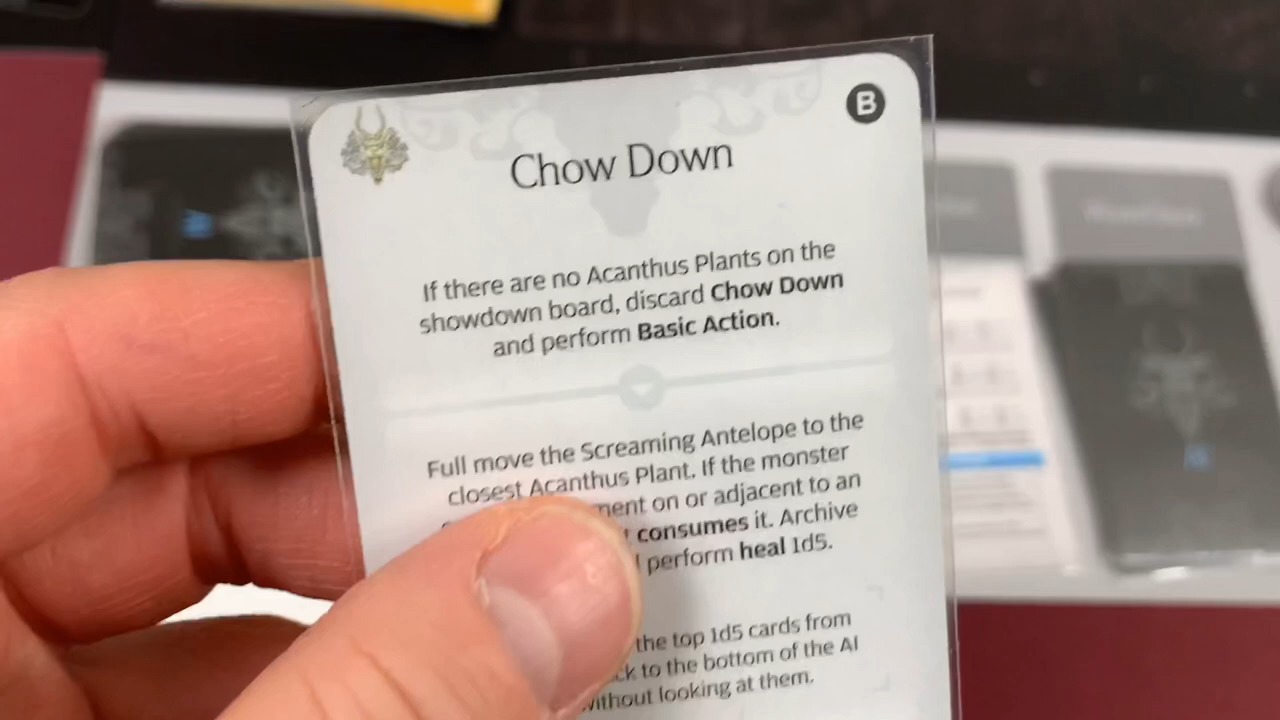 B
Chow Down
If there are no Acanthus Plants on the
showdown board, discard Chow Down
and perform Basic Action.
Full move the Screaming Antelope to the
closest Acanthus Plant. If the monster
on or adjacent to an
consumes it. Archive
perform heal 1d5.
the top 1d5 cards from
to the bottom of the AI
without looking at them.